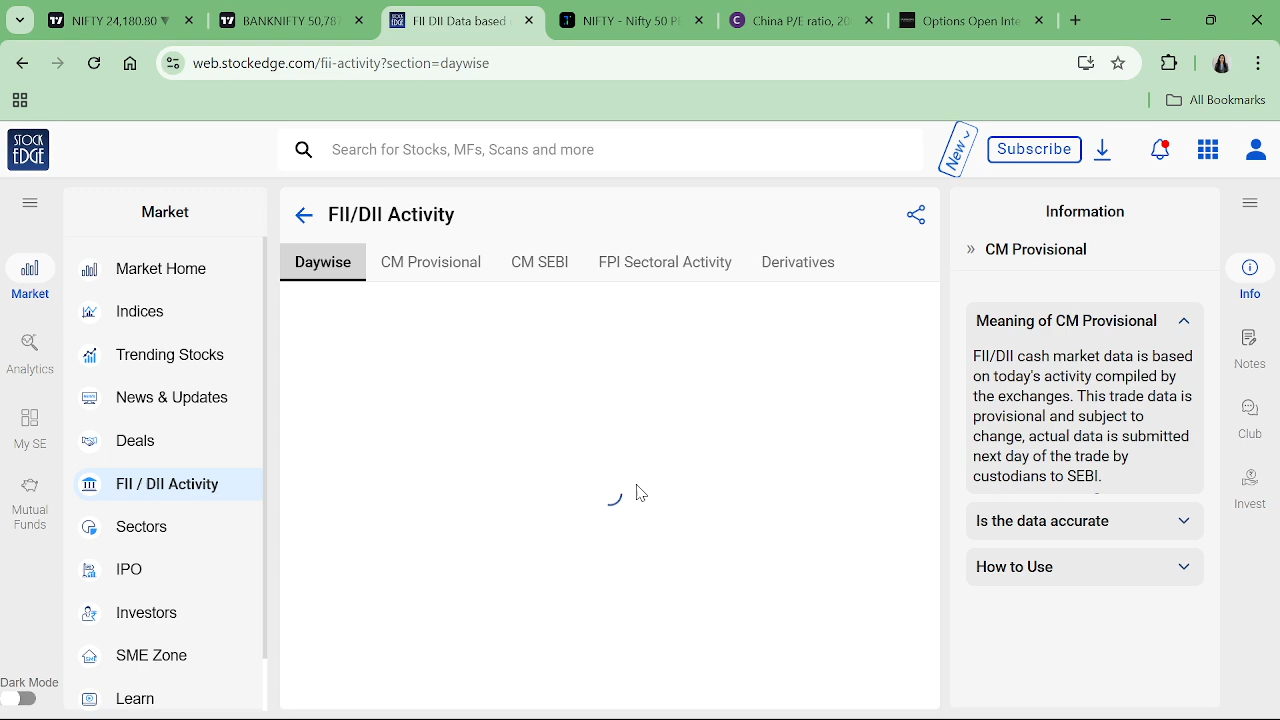 NIFTY 24,180.80 ▼
BANKNIFTY 50,787
FII DII Data based
NIFTY - Nifty 50 P
China P/E ratio, 20
Options Open Inte
web.stockedge.com/fii-activity?section=daywise
All Bookmarks
STOCK
EDGE
Search for Stocks, MFs, Scans and more
New
Subscribe
Market
Analytics
My SE
Mutual
Funds
Dark Mode
Market
Market Home
Indices
Trending Stocks
News & Updates
Deals
FII / DII Activity
Sectors
IPO
Investors
SME Zone
Learn
FII/DII Activity
Daywise
CM Provisional
CM SEBI
FPI Sectoral Activity
Derivatives
Information
» CM Provisional
Meaning of CM Provisional
FII/DII cash market data is based
on today's activity compiled by
the exchanges. This trade data is
provisional and subject to
change, actual data is submitted
next day of the trade by
custodians to SEBI.
Is the data accurate
How to Use
Info
Notes
Club
Invest